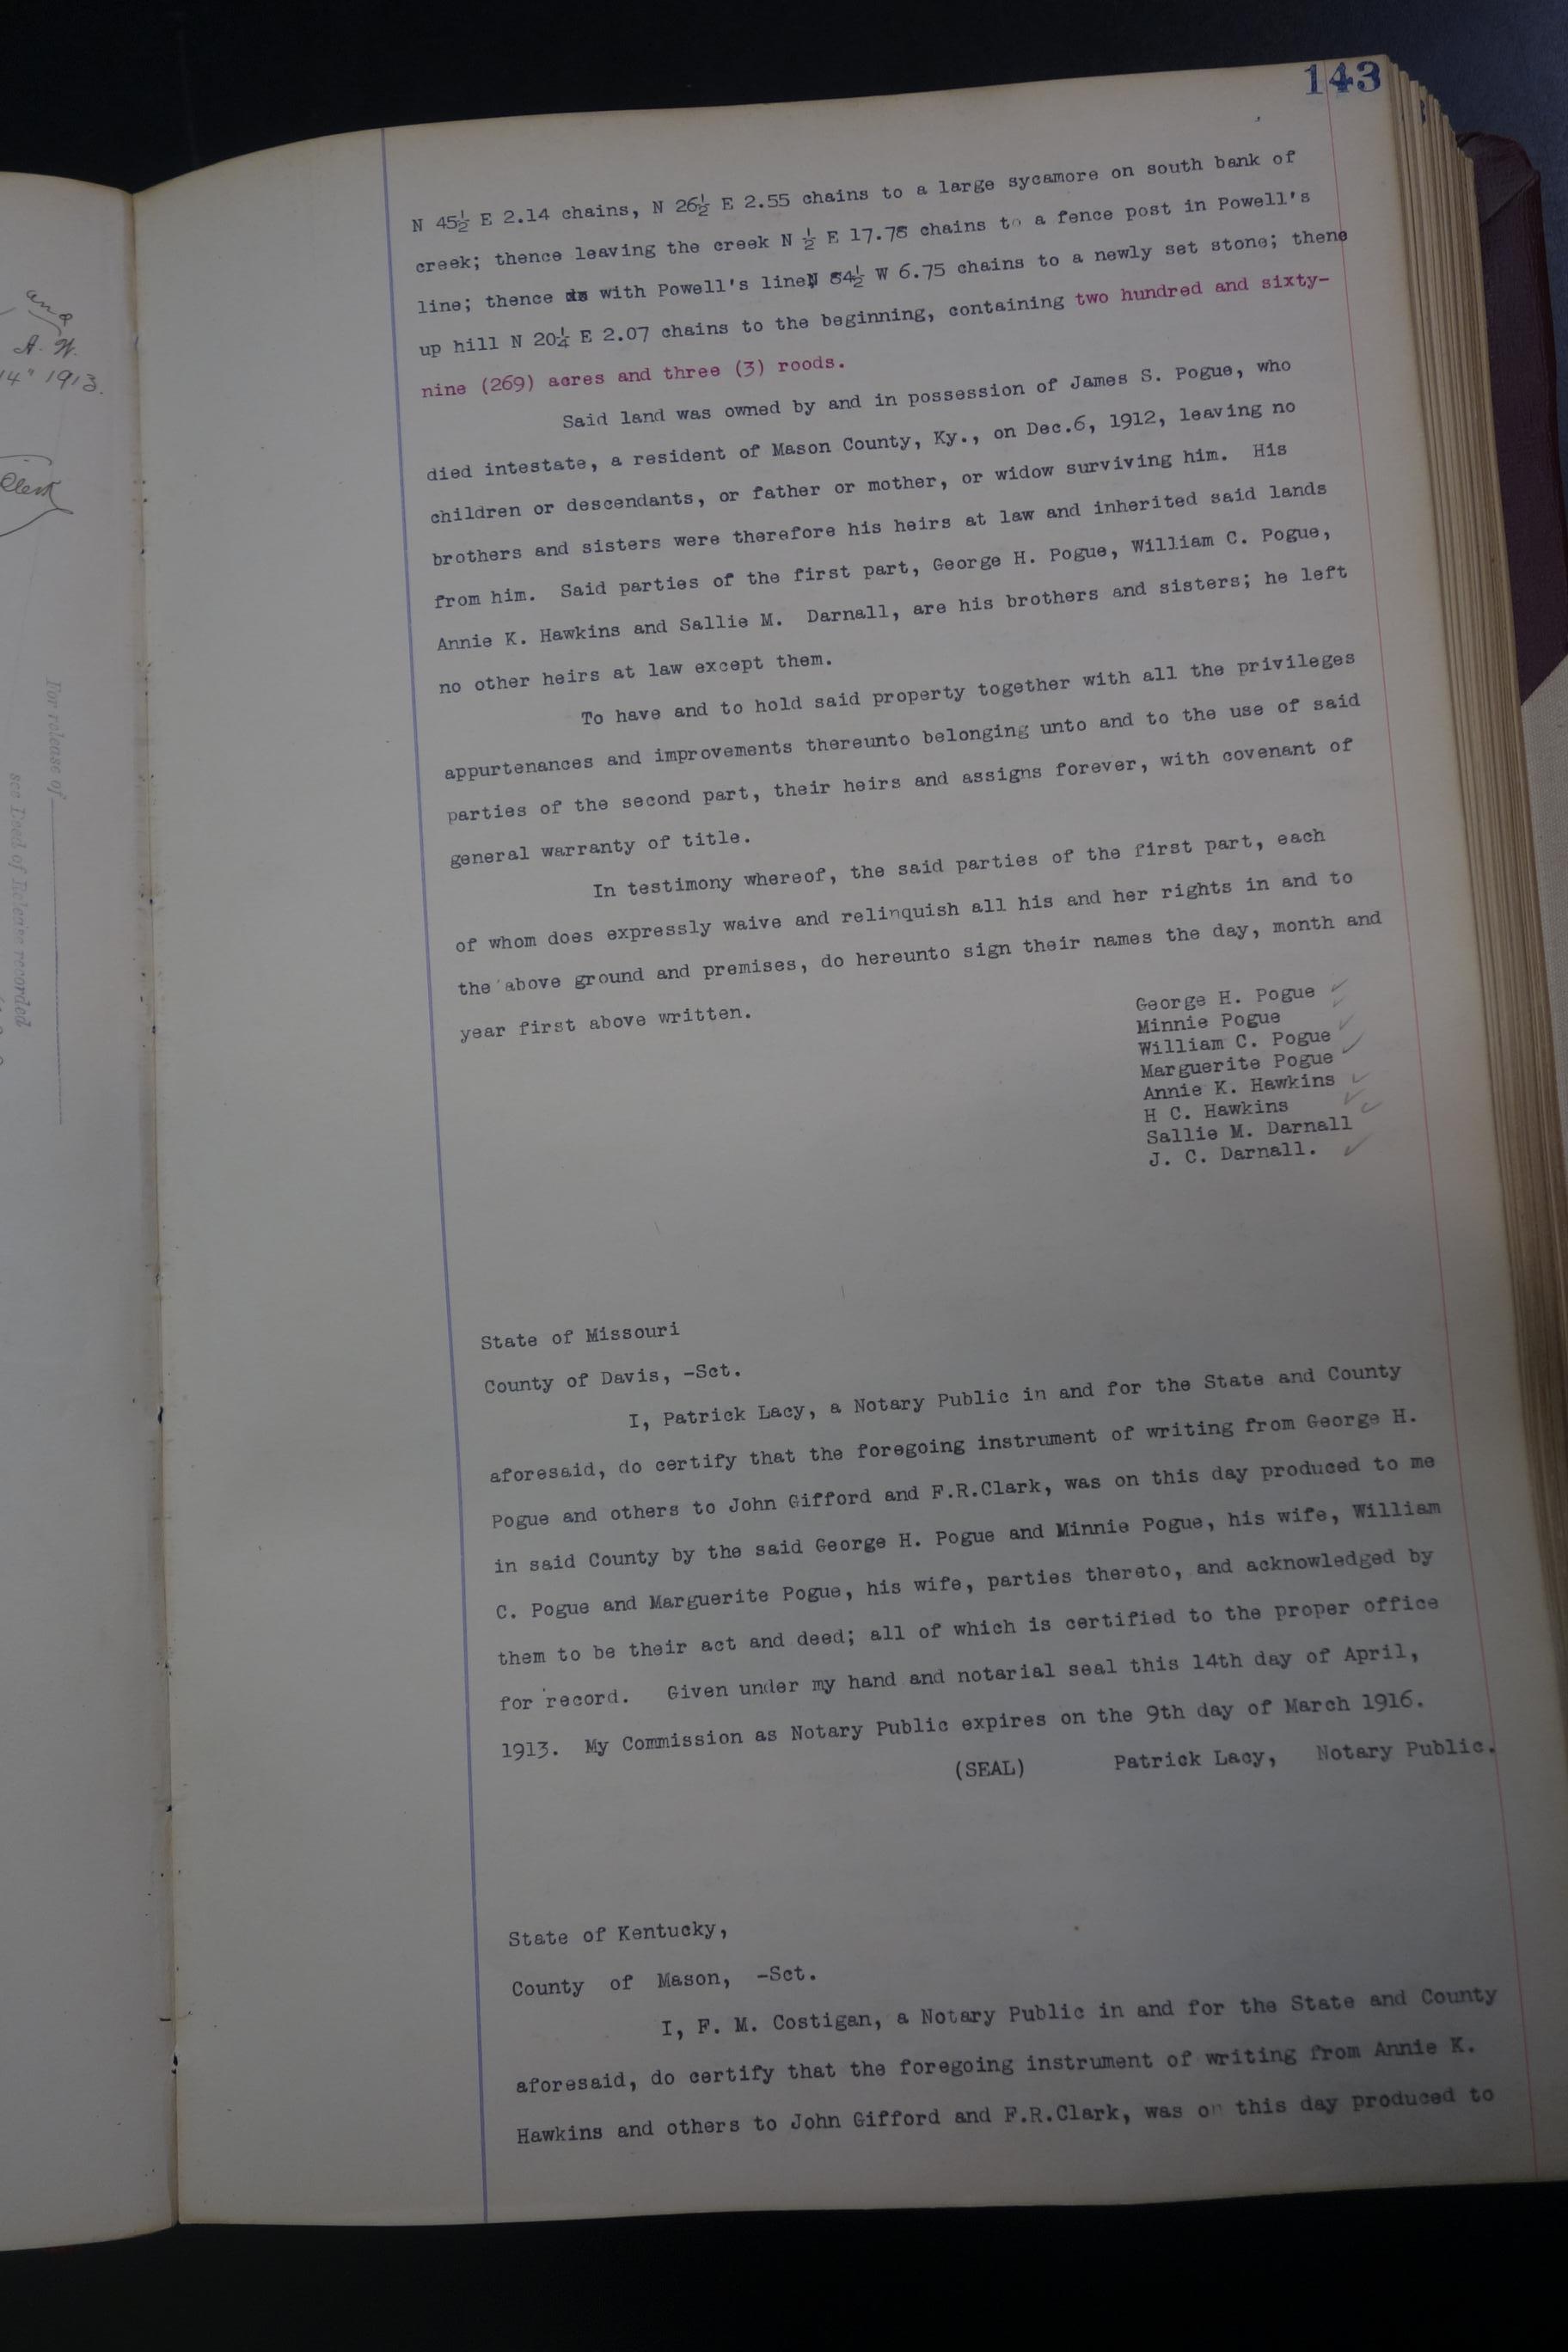 and
A. W.
14" 1913.
Clerk
For release of
see Deed of Release recorded
143
N 45½ E 2.14 chains, N 26½ E 2.55 chains to a large sycamore on south bank of
creek; thence leaving the creek N ½ E 17.78 chains to a fence post in Powell's
line; thence with Powell's line N 84½ W 6.75 chains to a newly set stone; thene
up hill N 20¼ E 2.07 chains to the beginning, containing two hundred and sixty-
nine (269) acres and three (3) roods.
Said land was owned by and in possession of James S. Pogue, who
died intestate, a resident of Mason County, Ky., on Dec.6, 1912, leaving no
children or descendants, or father or mother, or widow surviving him. His
brothers and sisters were therefore his heirs at law and inherited said lands
from him. Said parties of the first part, George H. Pogue, William C. Pogue,
Annie K. Hawkins and Sallie M. Darnall, are his brothers and sisters; he left
no other heirs at law except them.
To have and to hold said property together with all the privileges
appurtenances and improvements thereunto belonging unto and to the use of said
parties of the second part, their heirs and assigns forever, with covenant of
general warranty of title.
In testimony whereof, the said parties of the first part, each
of whom does expressly waive and relinquish all his and her rights in and to
the above ground and premises, do hereunto sign their names the day, month and
year first above written.
George H. Pogue ✓
Minnie Pogue ✓
William C. Pogue ✓
Marguerite Pogue ✓
Annie K. Hawkins ✓
H C. Hawkins ✓
Sallie M. Darnall ✓
J. C. Darnall. ✓
State of Missouri
County of Davis, -Sct.
I, Patrick Lacy, a Notary Public in and for the State and County
aforesaid, do certify that the foregoing instrument of writing from George H.
Pogue and others to John Gifford and F.R.Clark, was on this day produced to me
in said County by the said George H. Pogue and Minnie Pogue, his wife, William
C. Pogue and Marguerite Pogue, his wife, parties thereto, and acknowledged by
them to be their act and deed; all of which is certified to the proper office
for record. Given under my hand and notarial seal this 14th day of April,
1913. My Commission as Notary Public expires on the 9th day of March 1916.
(SEAL) Patrick Lacy, Notary Public.
State of Kentucky,
County of Mason, -Sct.
I, F. M. Costigan, a Notary Public in and for the State and County
aforesaid, do certify that the foregoing instrument of writing from Annie K.
Hawkins and others to John Gifford and F.R.Clark, was on this day produced to